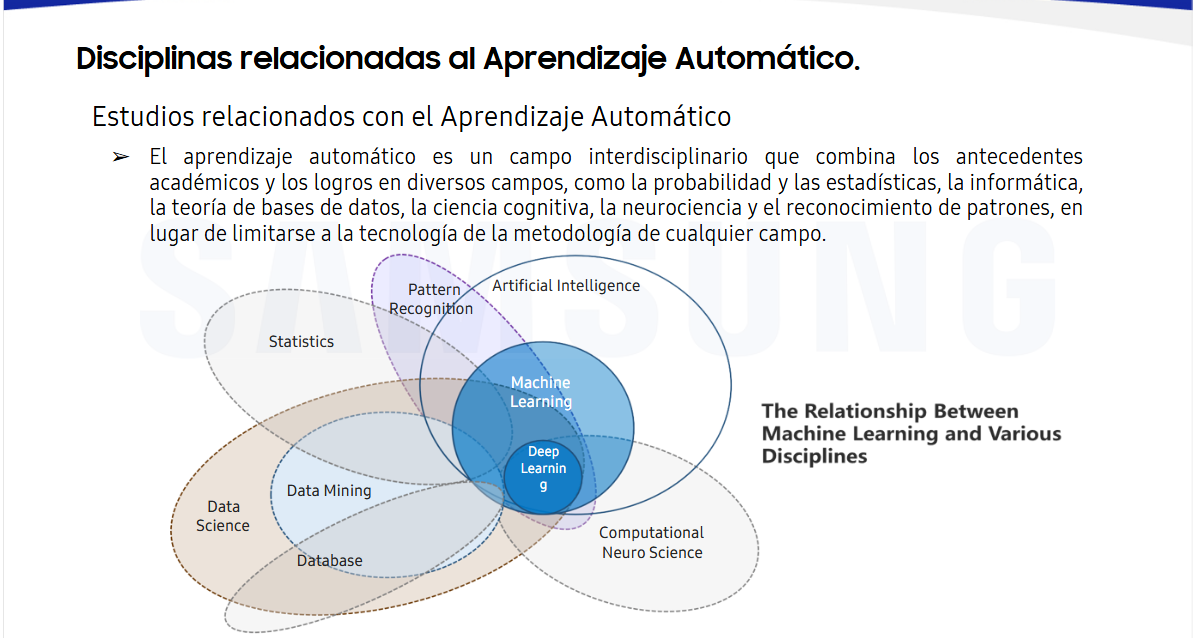 Disciplinas relacionadas al Aprendizaje Automático.
Estudios relacionados con el Aprendizaje Automático
➢ El aprendizaje automático es un campo interdisciplinario que combina los antecedentes
académicos y los logros en diversos campos, como la probabilidad y las estadísticas, la informática,
la teoría de bases de datos, la ciencia cognitiva, la neurociencia y el reconocimiento de patrones, en
lugar de limitarse a la tecnología de la metodología de cualquier campo.
SAMSUNG
Pattern
Recognition
Artificial Intelligence
Statistics
Machine
Learning
The Relationship Between
Machine Learning and Various
Disciplines
Deep
Learnin
g
Data Mining
Data
Science
Computational
Neuro Science
Database